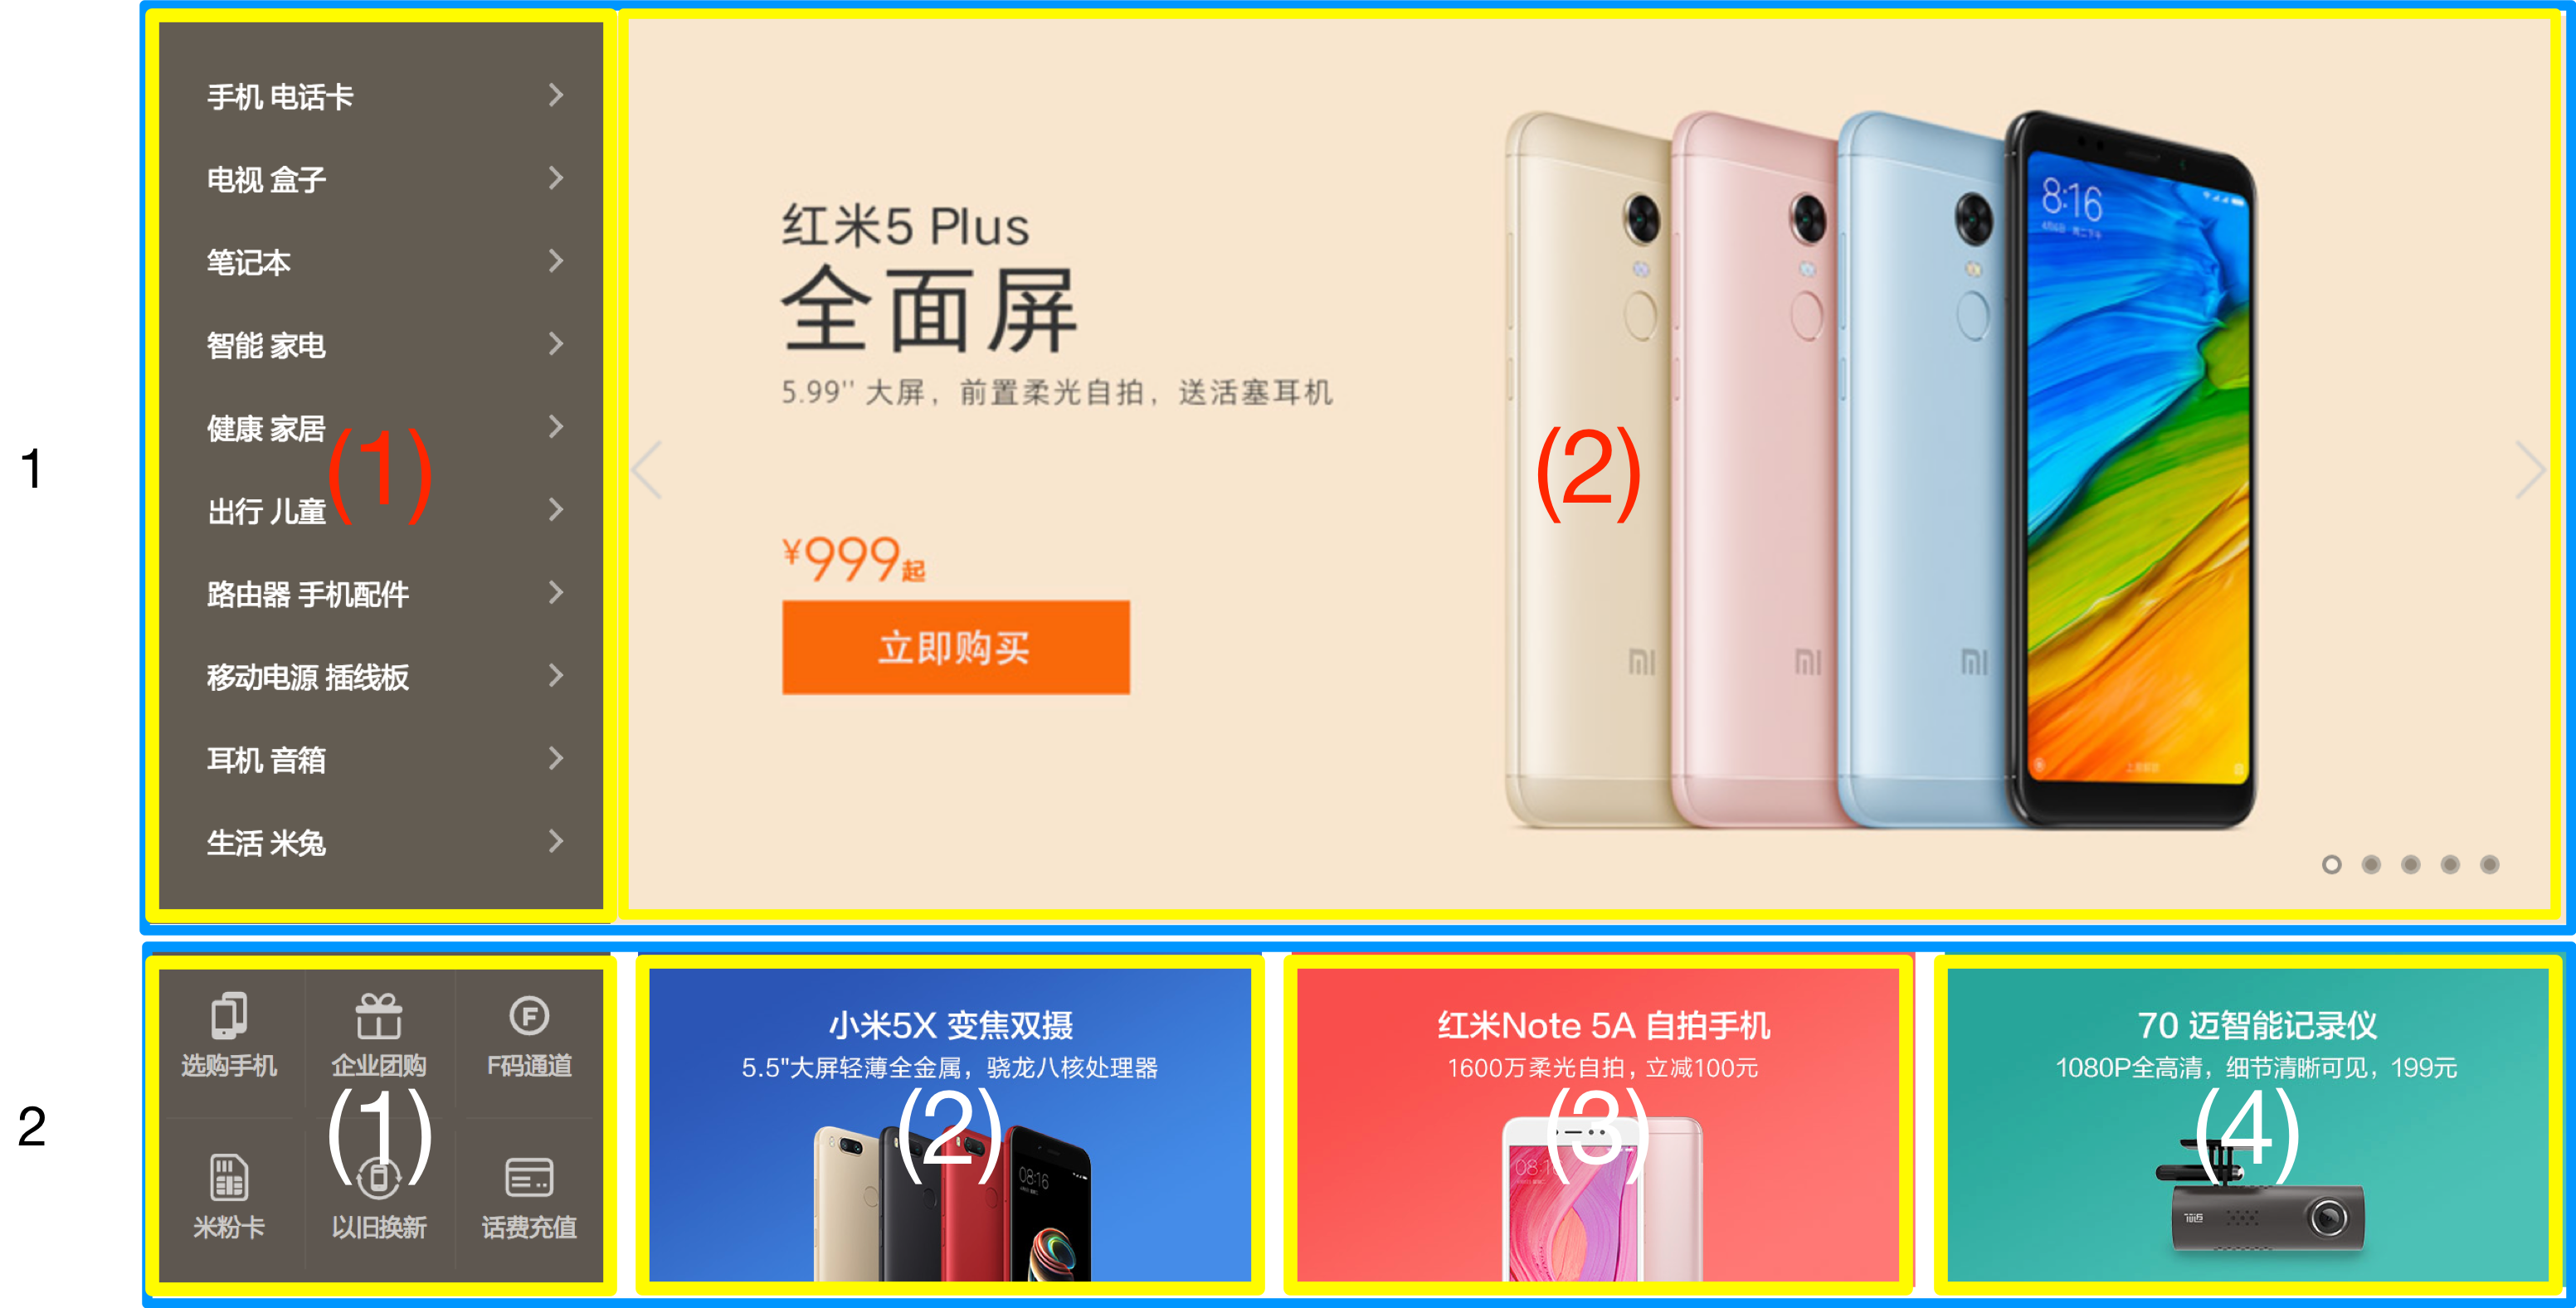 1
手机 电话卡
电视 盒子
笔记本
智能 家电
健康 家居
(1)
出行 儿童
路由器 手机配件
移动电源 插线板
耳机 音箱
生活 米兔
红米5 Plus
全面屏
5.99'' 大屏，前置柔光自拍，送活塞耳机
¥999起
立即购买
(2)
8:16
2
选购手机
企业团购
F码通道
(1)
米粉卡
以旧换新
话费充值
小米5X 变焦双摄
5.5"大屏轻薄全金属，骁龙八核处理器
(2)
08:16
红米Note 5A 自拍手机
1600万柔光自拍，立减100元
(3)
70 迈智能记录仪
1080P全高清，细节清晰可见，199元
(4)
70迈